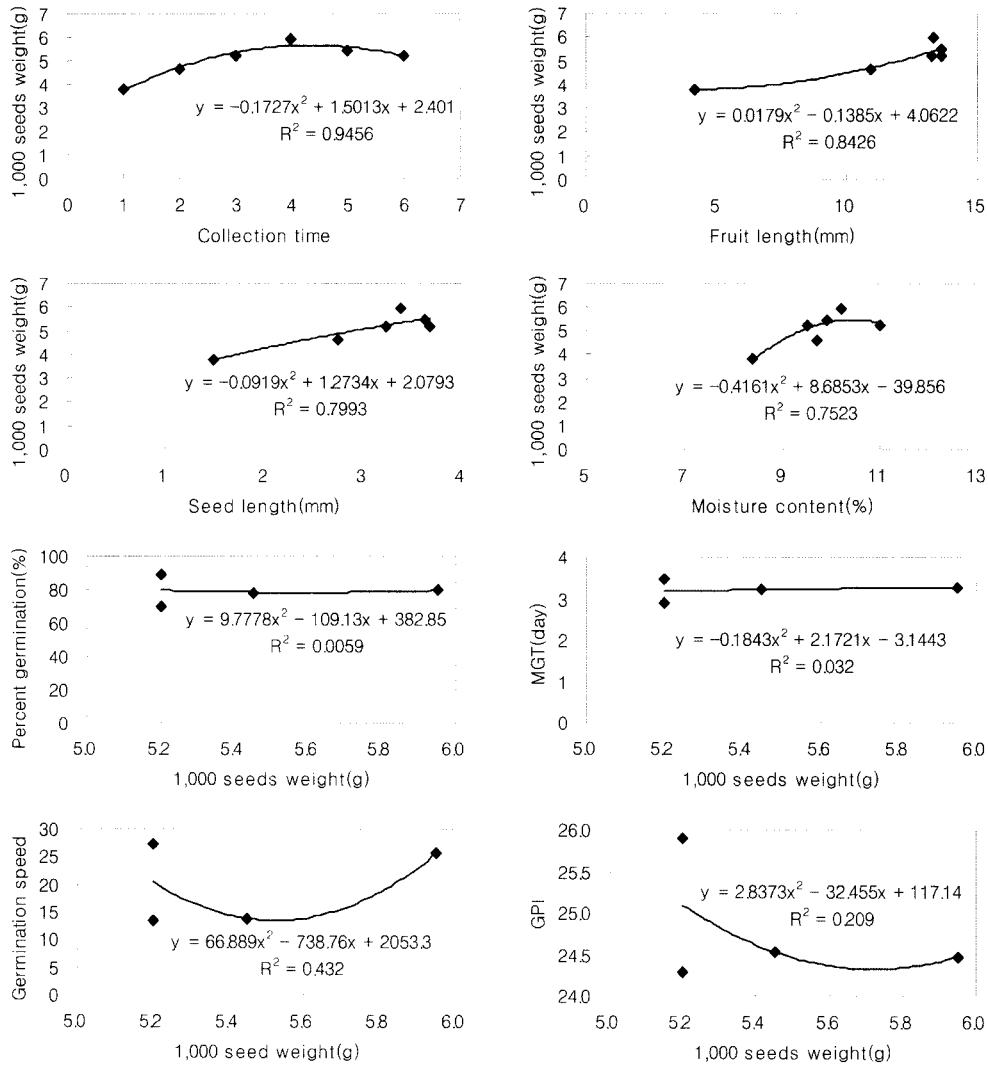 1,000 seeds weight(g)
7
6
5
4
3
2
1
0
y = -0.1727x² + 1.5013x + 2.401
R² = 0.9456
0 1 2 3 4 5 6 7
Collection time
1,000 seeds weight(g)
7
6
5
4
3
2
1
0
y = 0.0179x² - 0.1385x + 4.0622
R² = 0.8426
0 5 10 15
Fruit length(mm)
1,000 seeds weight(g)
7
6
5
4
3
2
1
0
y = -0.0919x² + 1.2734x + 2.0793
R² = 0.7993
0 1 2 3 4
Seed length(mm)
1,000 seeds weight(g)
7
6
5
4
3
2
1
0
y = -0.4161x² + 8.6853x - 39.856
R² = 0.7523
5 7 9 11 13
Moisture content(%)
Percent germination(%)
100
80
60
40
20
0
y = 9.7778x² - 109.13x + 382.85
R² = 0.0059
5.0 5.2 5.4 5.6 5.8 6.0
1,000 seeds weight(g)
MGT(day)
4
3
2
1
0
y = -0.1843x² + 2.1721x - 3.1443
R² = 0.032
5.0 5.2 5.4 5.6 5.8 6.0
1,000 seeds weight(g)
Germination speed
30
25
20
15
10
5
0
y = 66.889x² - 738.76x + 2053.3
R² = 0.432
5.0 5.2 5.4 5.6 5.8 6.0
1,000 seed weight(g)
GPI
26.0
25.5
25.0
24.5
24.0
y = 2.8373x² - 32.455x + 117.14
R² = 0.209
5.0 5.2 5.4 5.6 5.8 6.0
1,000 seeds weight(g)